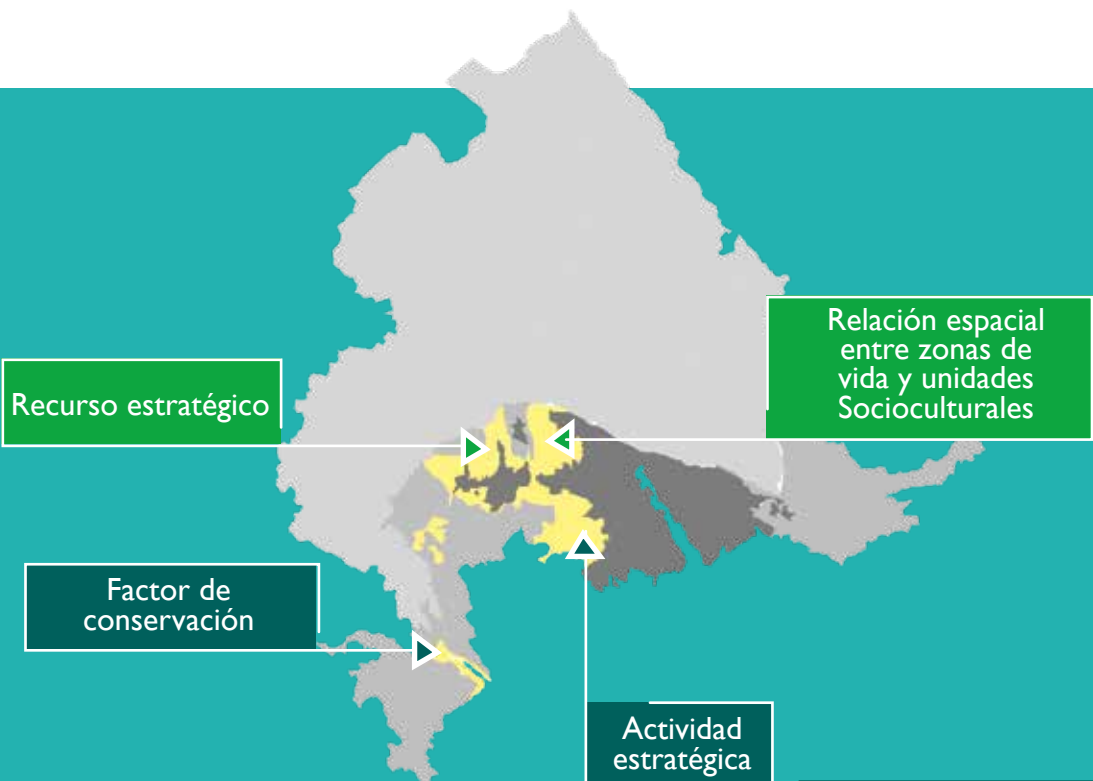 Relación espacial
entre zonas de
vida y unidades
Socioculturales
Recurso estratégico
Factor de
conservación
Actividad
estratégica